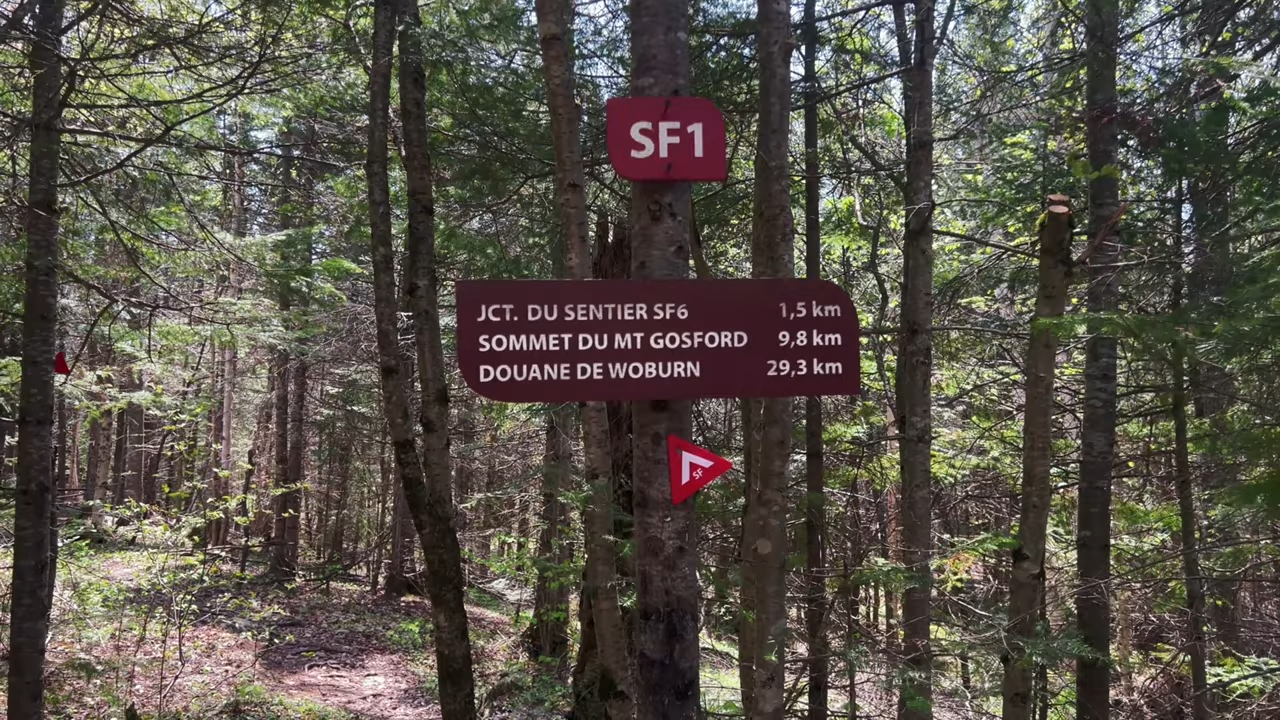 SF1
JCT. DU SENTIER SF6 1,5 km
SOMMET DU MT GOSFORD 9,8 km
DOUANE DE WOBURN 29,3 km
SF